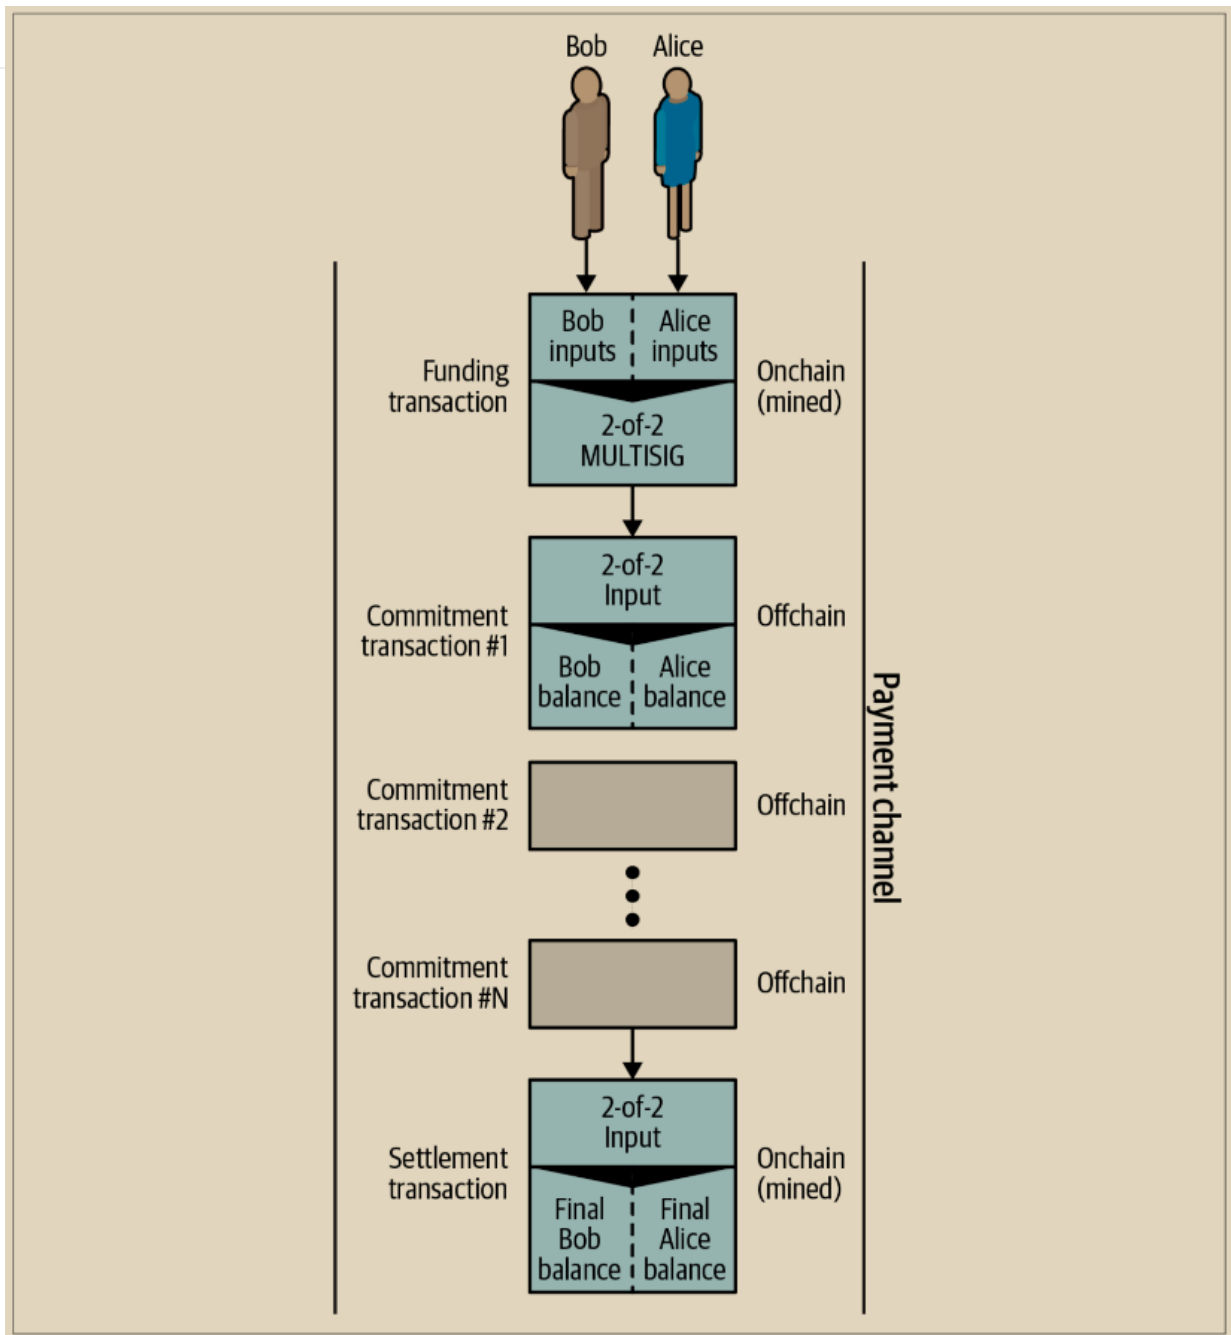 Bob
Alice
Funding
transaction
Bob
inputs
Alice
inputs
2-of-2
MULTISIG
Onchain
(mined)
Commitment
transaction #1
2-of-2
Input
Bob
balance
Alice
balance
Offchain
Commitment
transaction #2
Offchain
Commitment
transaction #N
Offchain
Settlement
transaction
2-of-2
Input
Final
Bob
balance
Final
Alice
balance
Onchain
(mined)
Payment channel